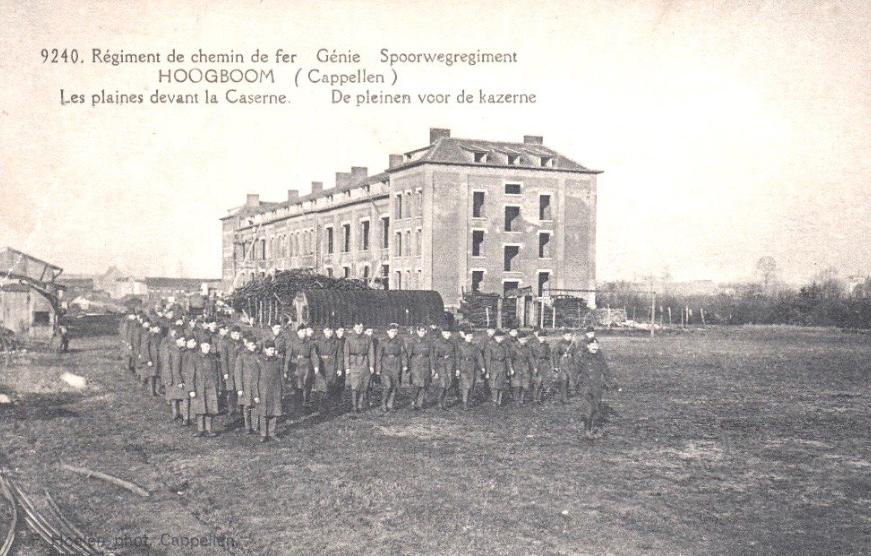 9240. Régiment de chemin de fer Génie Spoorwegregiment
HOOGBOOM (Cappellen)
Les plaines devant la Caserne. De pleinen voor de kazerne
F. Hoelen phot. Cappellen.